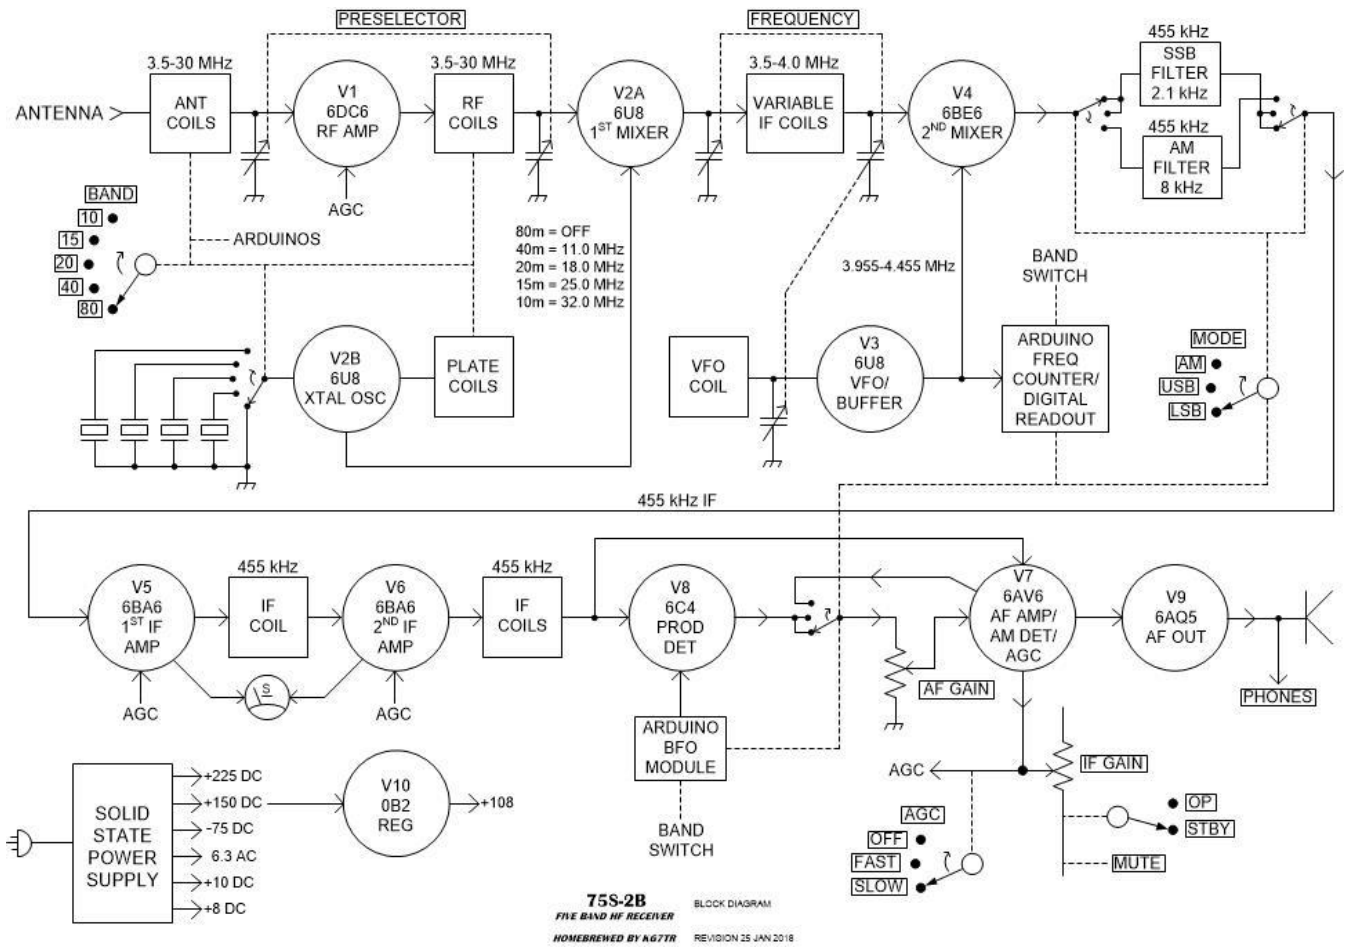 PRESELECTOR
FREQUENCY
3.5-30 MHz
ANTENNA
ANT
COILS
V1
6DC6
RF AMP
AGC
3.5-30 MHz
RF
COILS
V2A
6U8
1ST MIXER
3.5-4.0 MHz
VARIABLE
IF COILS
V4
6BE6
2ND MIXER
455 kHz
SSB
FILTER
2.1 kHz
455 kHz
AM
FILTER
8 kHz
BAND
10
15
20
40
80
ARDUINOS
80m = OFF
40m = 11.0 MHz
20m = 18.0 MHz
15m = 25.0 MHz
10m = 32.0 MHz
3.955-4.455 MHz
BAND
SWITCH
V2B
6U8
XTAL OSC
PLATE
COILS
VFO
COIL
V3
6U8
VFO/
BUFFER
ARDUINO
FREQ
COUNTER/
DIGITAL
READOUT
MODE
AM
USB
LSB
455 kHz IF
V5
6BA6
1ST IF
AMP
AGC
455 kHz
IF
COIL
S
V6
6BA6
2ND IF
AMP
AGC
455 kHz
IF
COILS
V8
6C4
PROD
DET
ARDUINO
BFO
MODULE
BAND
SWITCH
AF GAIN
V7
6AV6
AF AMP/
AM DET/
AGC
V9
6AQ5
AF OUT
PHONES
AGC
IF GAIN
OP
STBY
MUTE
AGC
OFF
FAST
SLOW
SOLID
STATE
POWER
SUPPLY
+225 DC
+150 DC
-75 DC
6.3 AC
+10 DC
+8 DC
V10
0B2
REG
+108
75S-2B BLOCK DIAGRAM
FIVE BAND HF RECEIVER
HOMEBREWED BY KG7TR REVISION 25 JAN 2018